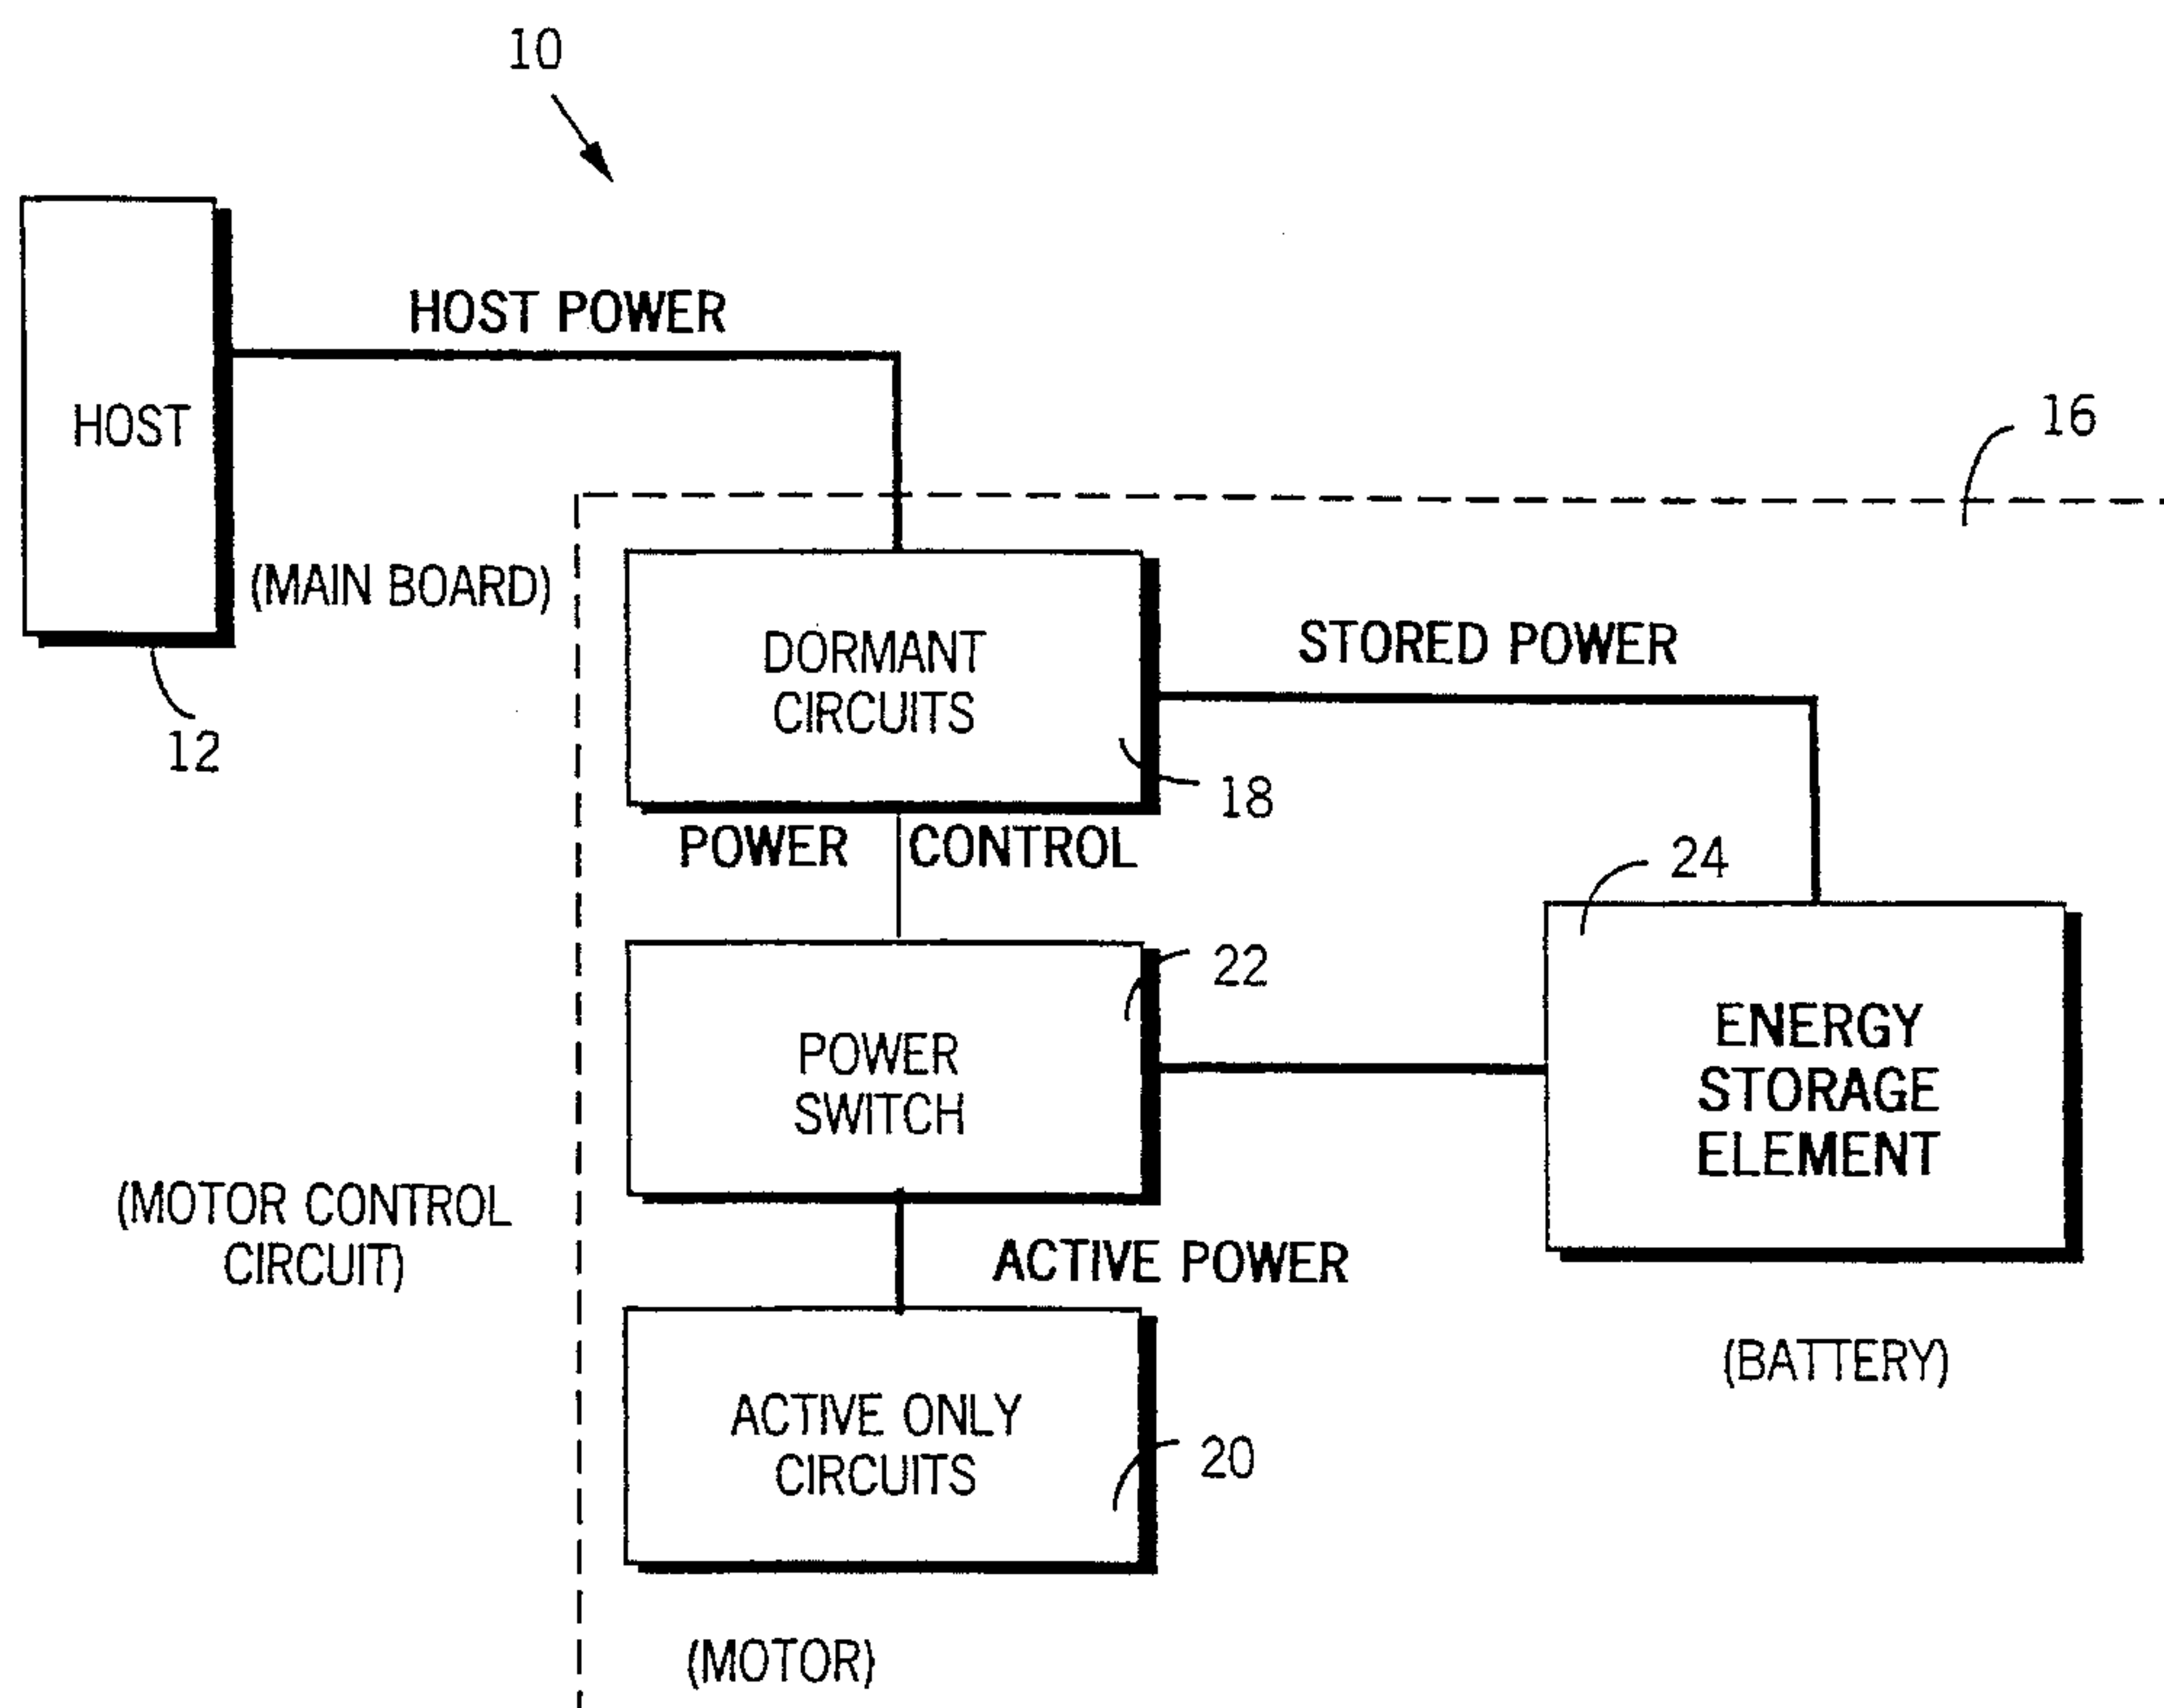 10
HOST POWER
HOST
16
(MAIN BOARD)
DORMANT
CIRCUITS
STORED POWER
12
18
POWER CONTROL
24
22
ENERGY
STORAGE
ELEMENT
POWER
SWITCH
(MOTOR CONTROL
CIRCUIT)
ACTIVE POWER
(BATTERY)
ACTIVE ONLY
CIRCUITS
20
(MOTOR)